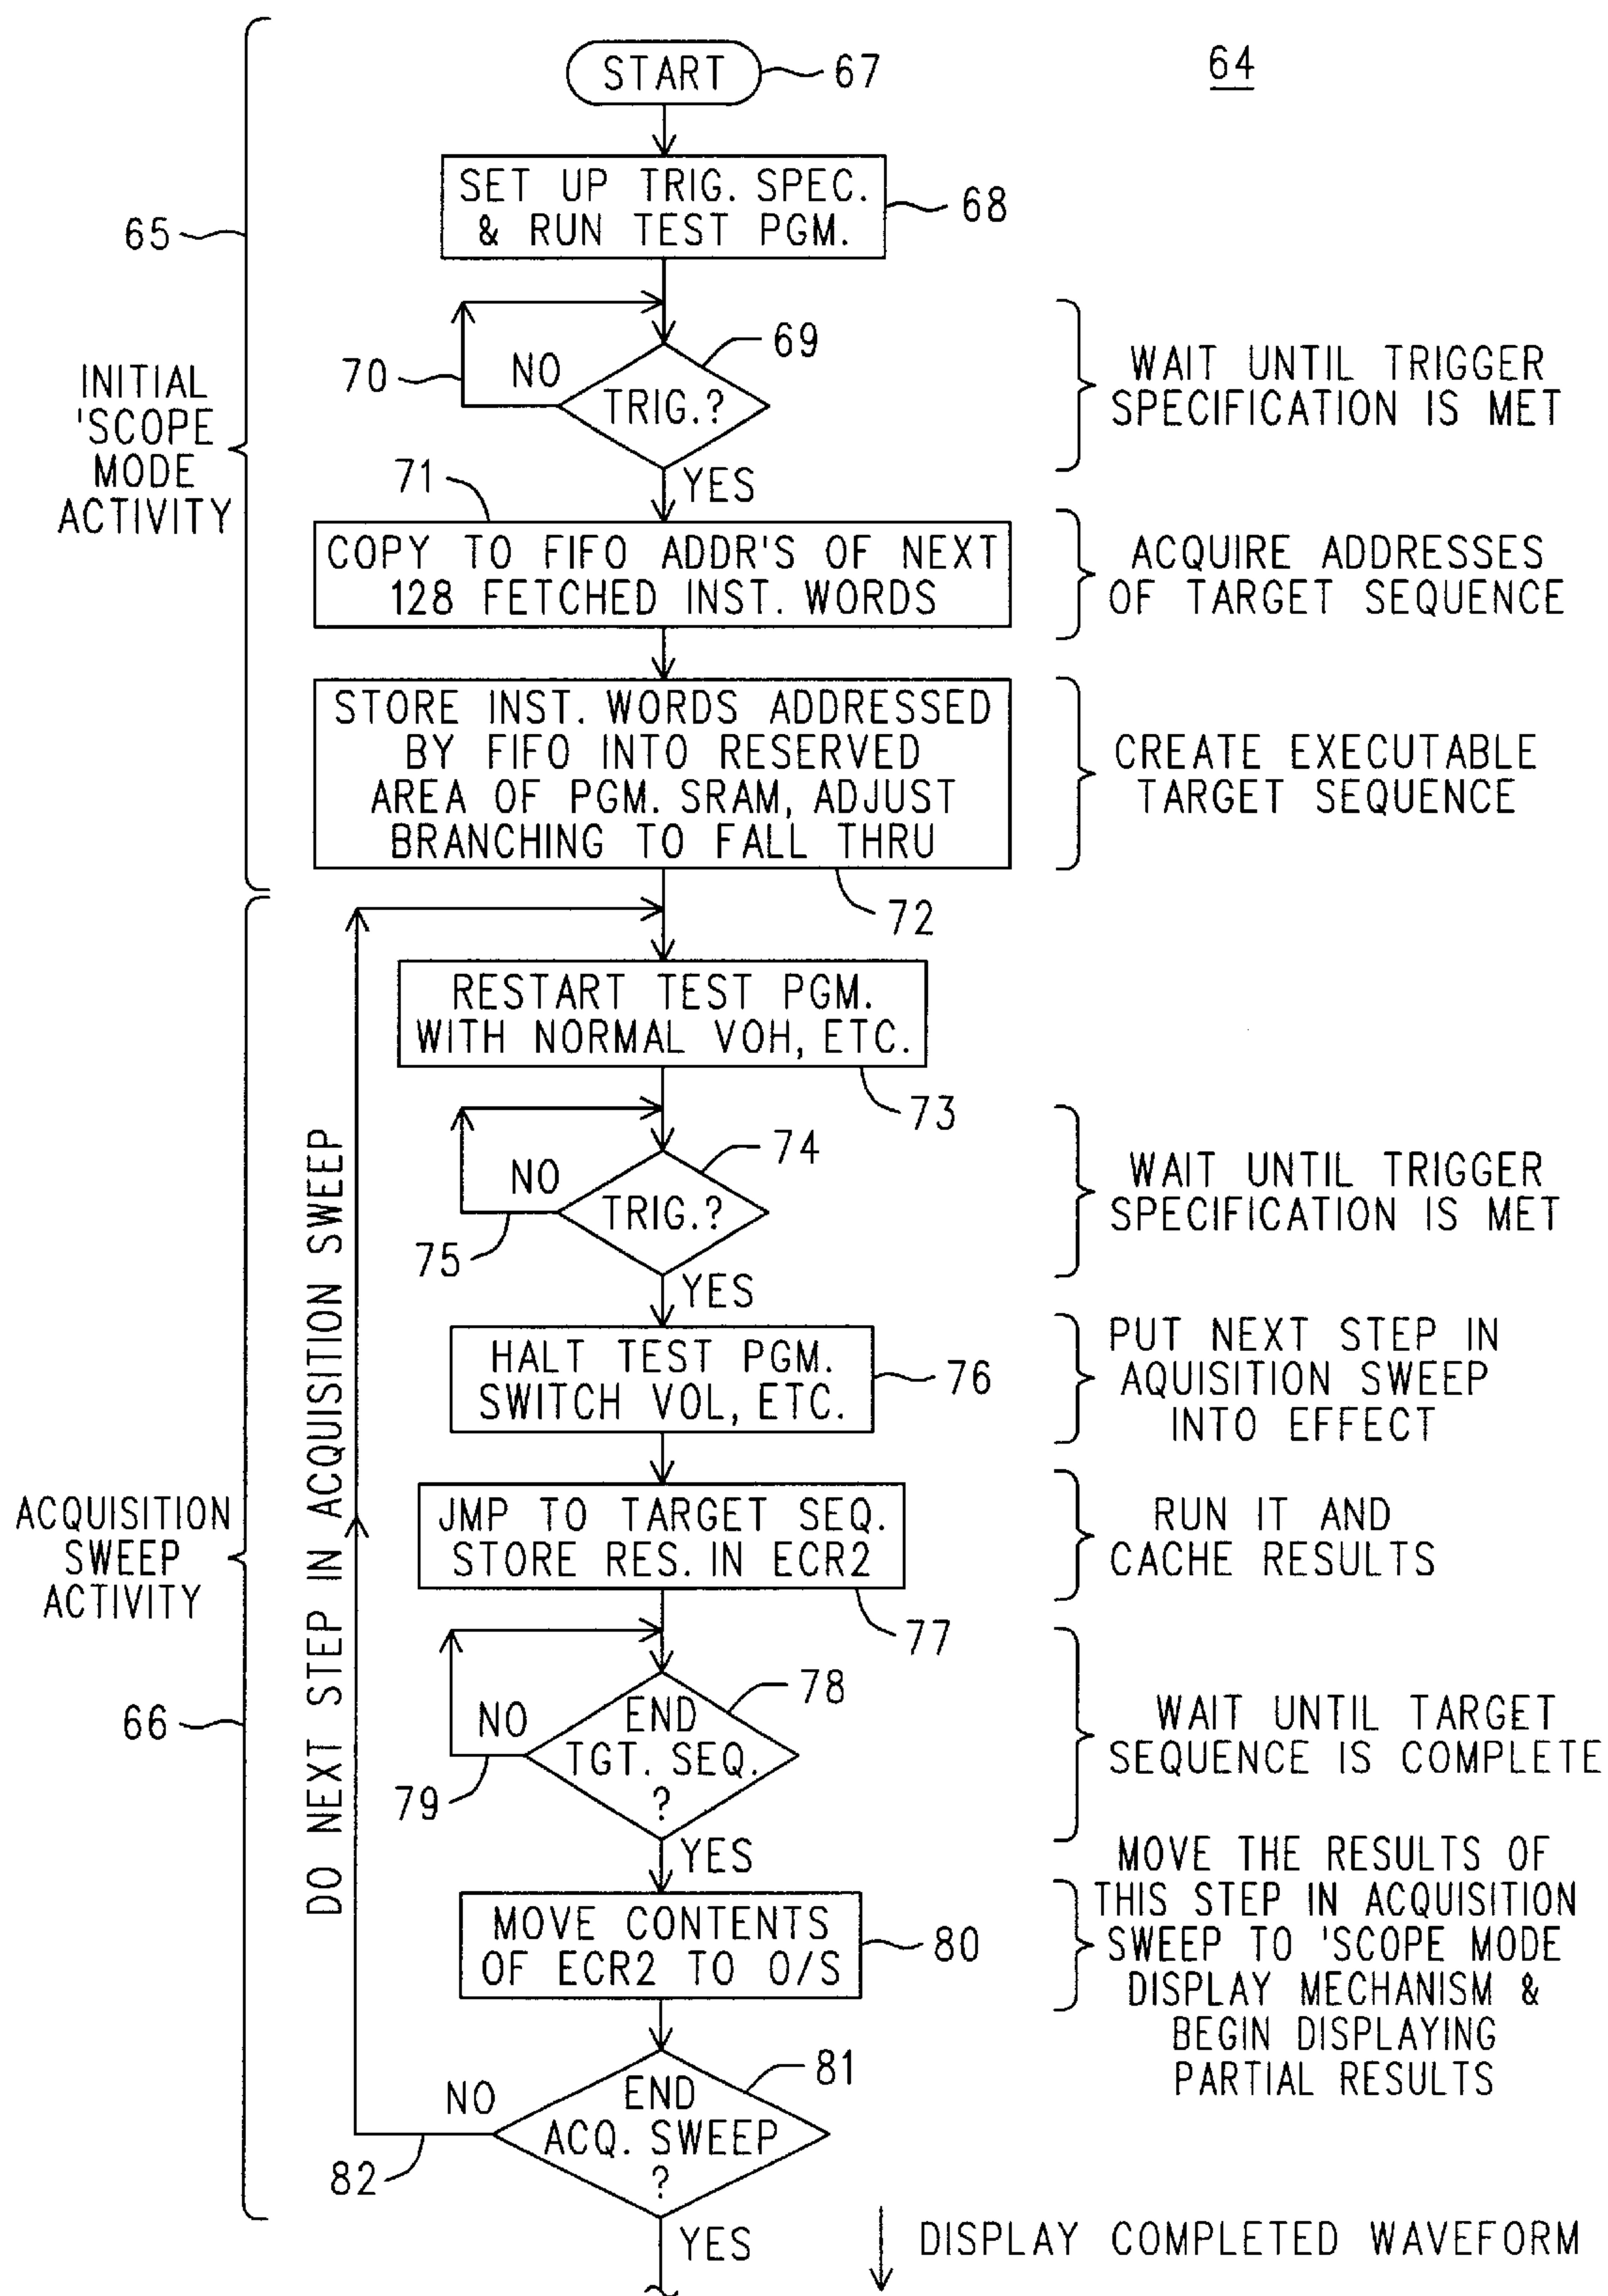 START
67
64
SET UP TRIG. SPEC.
& RUN TEST PGM.
68
65
INITIAL
'SCOPE
MODE
ACTIVITY
70
NO
69
TRIG.?
YES
WAIT UNTIL TRIGGER
SPECIFICATION IS MET
71
COPY TO FIFO ADDR'S OF NEXT
128 FETCHED INST. WORDS
ACQUIRE ADDRESSES
OF TARGET SEQUENCE
STORE INST. WORDS ADDRESSED
BY FIFO INTO RESERVED
AREA OF PGM. SRAM, ADJUST
BRANCHING TO FALL THRU
72
CREATE EXECUTABLE
TARGET SEQUENCE
RESTART TEST PGM.
WITH NORMAL VOH, ETC.
73
DO NEXT STEP IN ACQUISITION SWEEP
NO
74
TRIG.?
75
YES
WAIT UNTIL TRIGGER
SPECIFICATION IS MET
HALT TEST PGM.
SWITCH VOL, ETC.
76
PUT NEXT STEP IN
AQUISITION SWEEP
INTO EFFECT
ACQUISITION
SWEEP
ACTIVITY
66
JMP TO TARGET SEQ.
STORE RES. IN ECR2
77
RUN IT AND
CACHE RESULTS
NO
78
END
TGT. SEQ.
?
79
YES
WAIT UNTIL TARGET
SEQUENCE IS COMPLETE
MOVE CONTENTS
OF ECR2 TO O/S
80
MOVE THE RESULTS OF
THIS STEP IN ACQUISITION
SWEEP TO 'SCOPE MODE
DISPLAY MECHANISM &
BEGIN DISPLAYING
PARTIAL RESULTS
NO
81
END
ACQ. SWEEP
?
82
YES
DISPLAY COMPLETED WAVEFORM